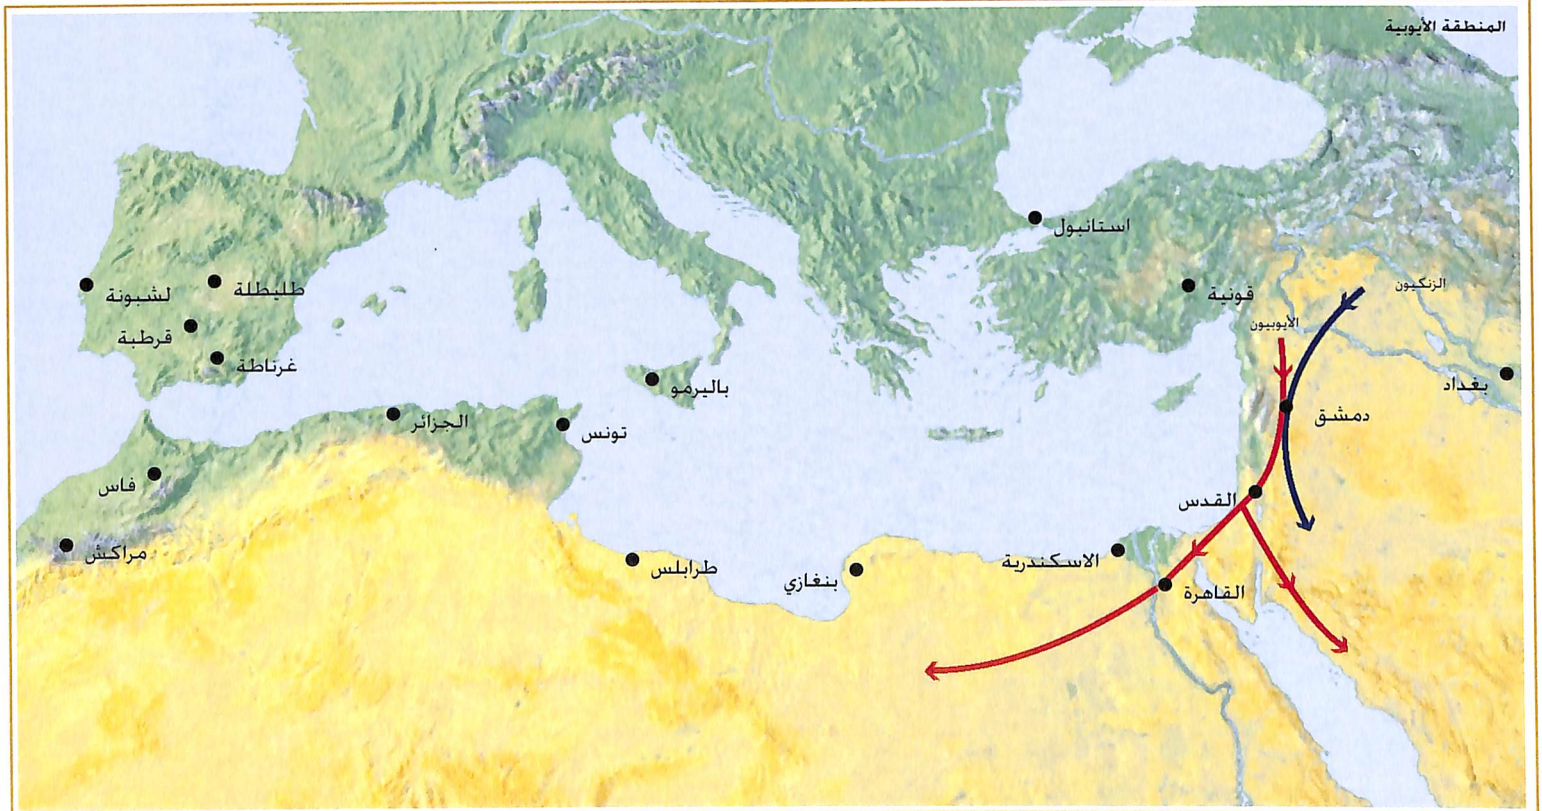 المنطقة الأيوبية
استانبول
قونية
الزنكيون
الأيوبيون
بغداد
دمشق
القدس
القاهرة
الاسكندرية
بنغازي
طرابلس
باليرمو
تونس
الجزائر
طليطلة
لشبونة
قرطبة
غرناطة
فاس
مراكش